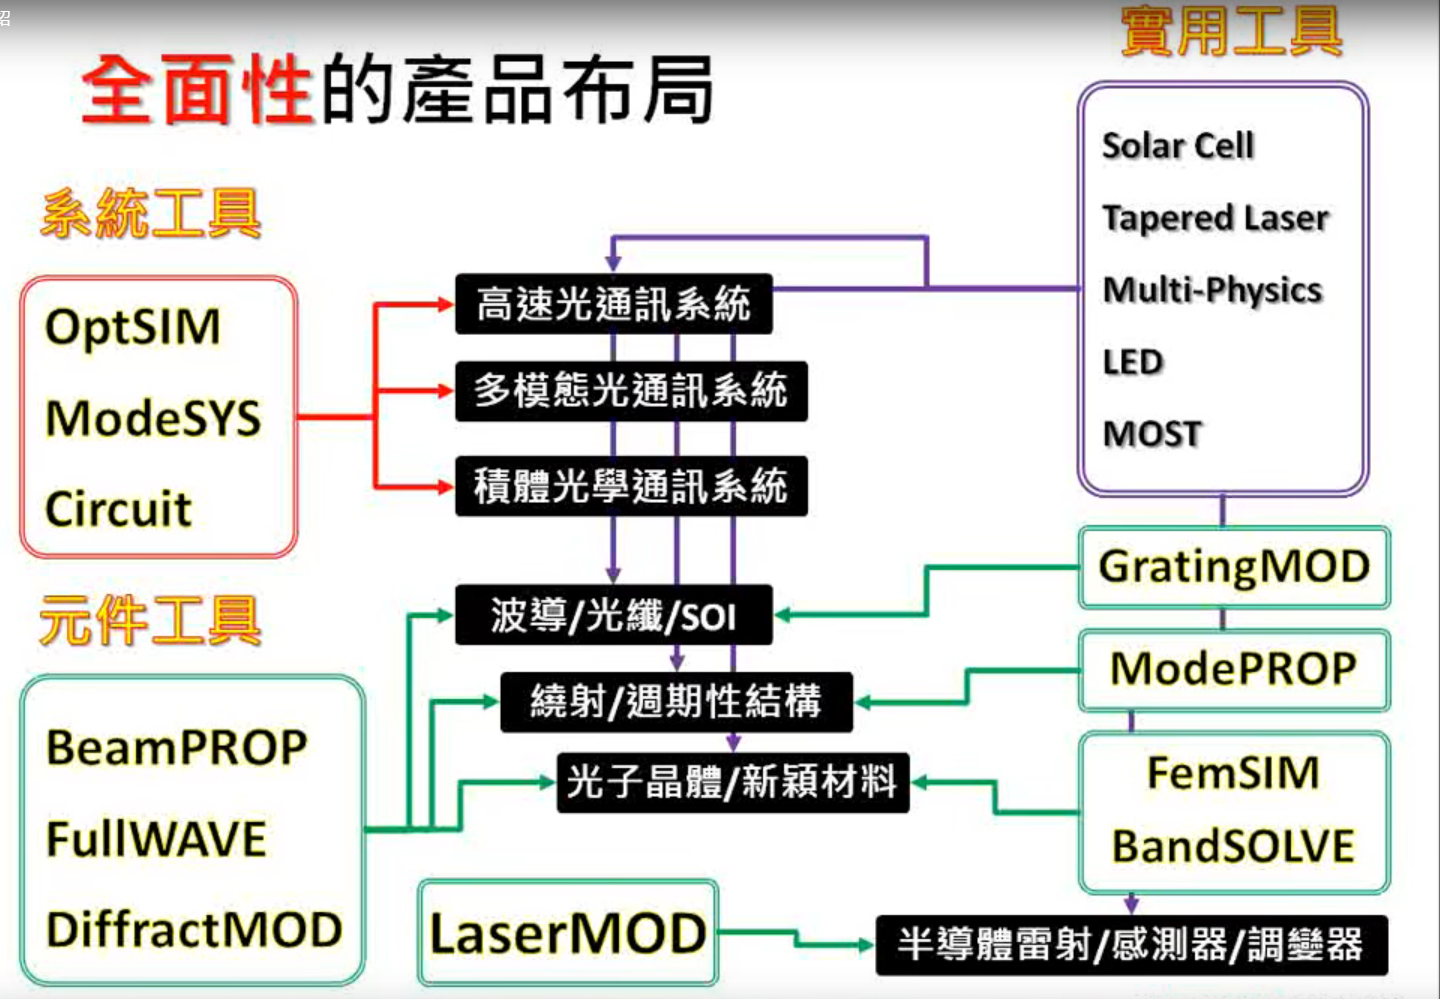 紹
全面性的產品布局
實用工具
Solar Cell
Tapered Laser
Multi-Physics
LED
MOST
系統工具
OptSIM
ModeSYS
Circuit
高速光通訊系統
多模態光通訊系統
積體光學通訊系統
元件工具
BeamPROP
FullWAVE
DiffractMOD
波導/光纖/SOI
繞射/週期性結構
光子晶體/新穎材料
GratingMOD
ModePROP
FemSIM
BandSOLVE
LaserMOD
半導體雷射/感測器/調變器